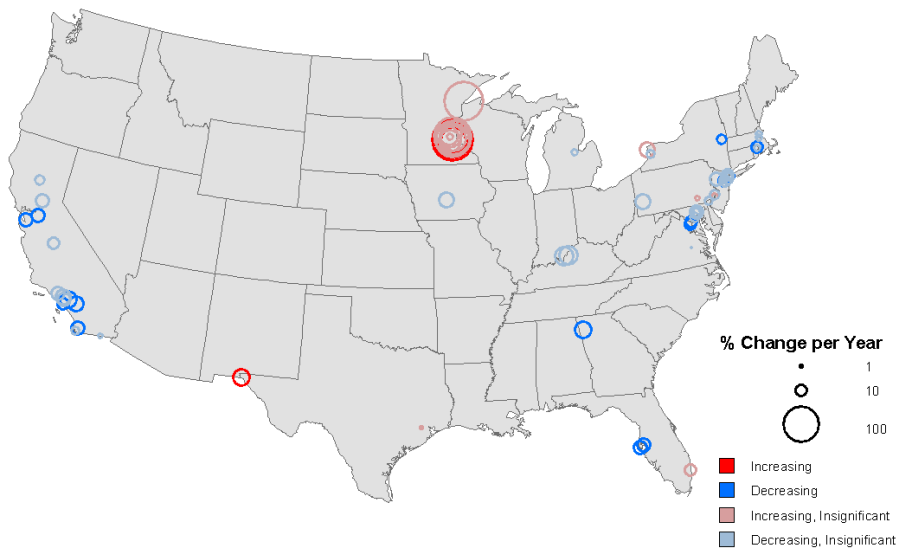 % Change per Year
1
10
100
Increasing
Decreasing
Increasing, Insignificant
Decreasing, Insignificant